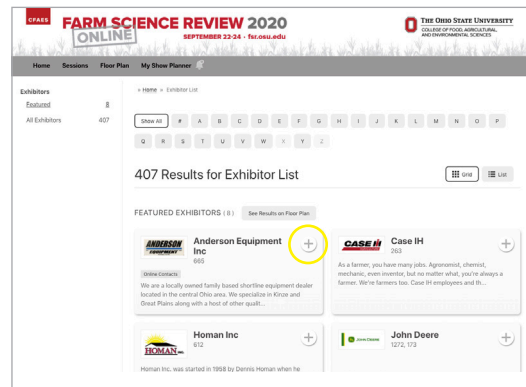 CFAES
FARM SCIENCE REVIEW 2020
ONLINE
SEPTEMBER 22-24 • fsr.osu.edu
THE OHIO STATE UNIVERSITY
COLLEGE OF FOOD, AGRICULTURAL,
AND ENVIRONMENTAL SCIENCES
Home Sessions Floor Plan My Show Planner
Exhibitors
Featured 8
All Exhibitors 407
» Home » Exhibitor List
Show All # A B C D E F G H I J K L M N O P
Q R S T U V W X Y Z
407 Results for Exhibitor List
Grid List
FEATURED EXHIBITORS (8) See Results on Floor Plan
ANDERSON
EQUIPMENT
Anderson Equipment
Inc
665
Online Contacts
We are a locally owned family based shortline equipment dealer
located in the central Ohio area. We specialize in Kinze and
Great Plains along with a host of other qualit...
CASE IH
Case IH
263
As a farmer, you have many jobs. Agronomist, chemist,
mechanic, even inventor, but no matter what, you're always a
farmer. We're farmers too. Case IH employees and th...
HOMAN INC.
Homan Inc
612
Homan Inc. was started in 1958 by Dennis Homan when he
JOHN DEERE
John Deere
1272, 173